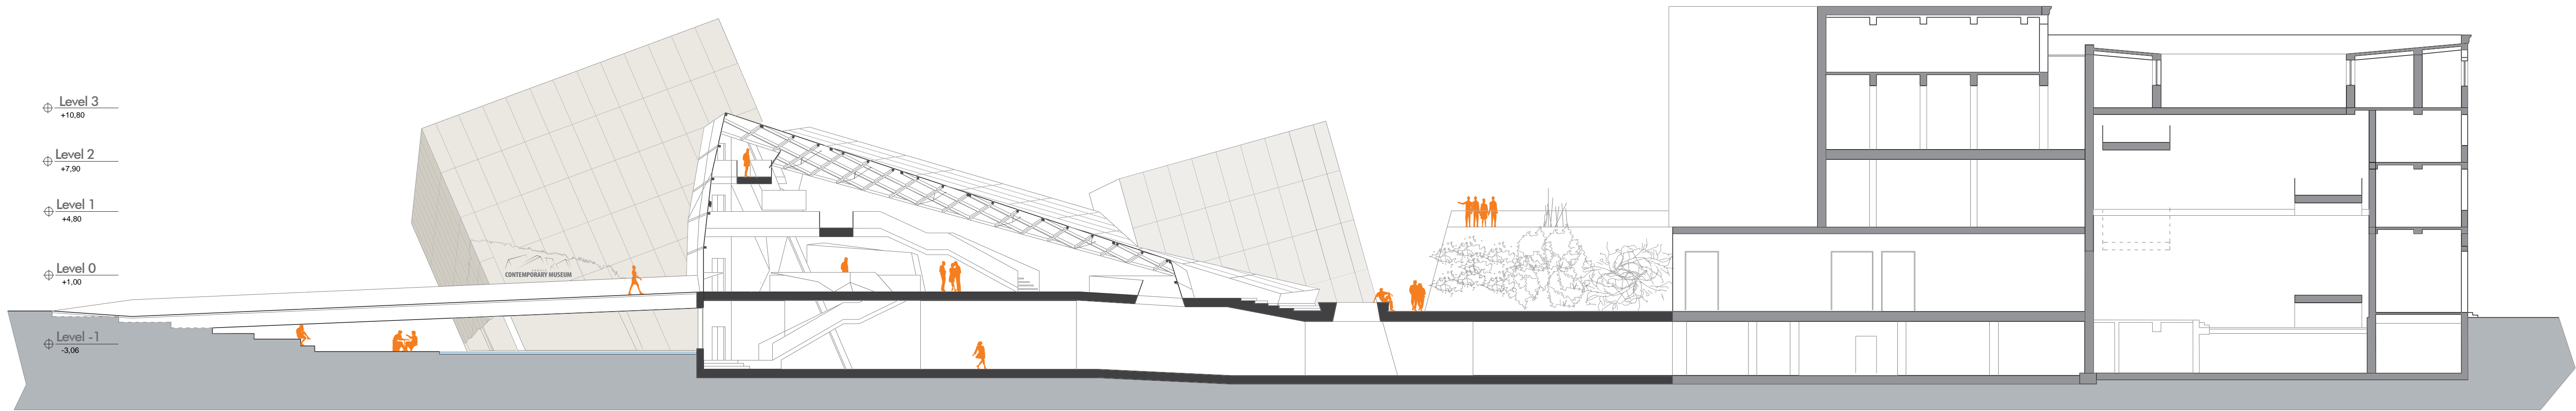 Level 3
+10,80
Level 2
+7,90
Level 1
+4,80
Level 0
+1,00
CONTEMPORARY MUSEUM
Level -1
-3,06